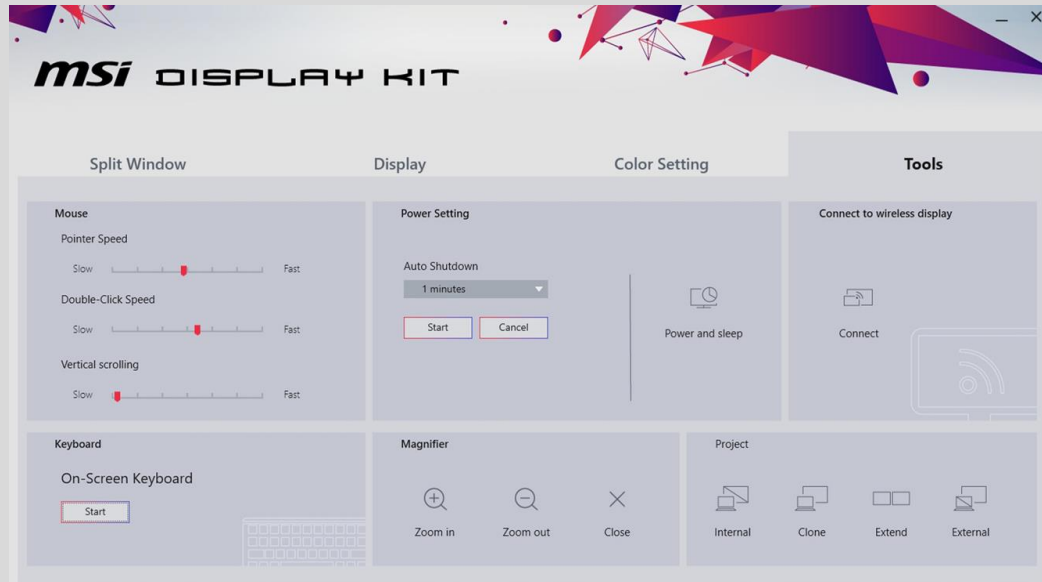 msi DISPLAY KIT
Split Window
Display
Color Setting
Tools
Mouse
Pointer Speed
Slow
Fast
Double-Click Speed
Slow
Fast
Vertical scrolling
Slow
Fast
Power Setting
Auto Shutdown
1 minutes
Start
Cancel
Power and sleep
Connect to wireless display
Connect
Keyboard
On-Screen Keyboard
Start
Magnifier
Zoom in
Zoom out
Close
Project
Internal
Clone
Extend
External